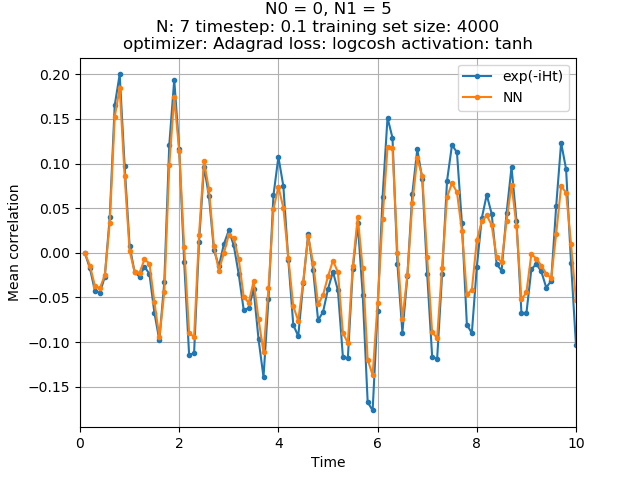 N0 = 0, N1 = 5
N: 7 timestep: 0.1 training set size: 4000
optimizer: Adagrad loss: logcosh activation: tanh
exp(-iHt)
NN
0.20
0.15
0.10
0.05
0.00
−0.05
−0.10
−0.15
Mean correlation
0 2 4 6 8 10
Time